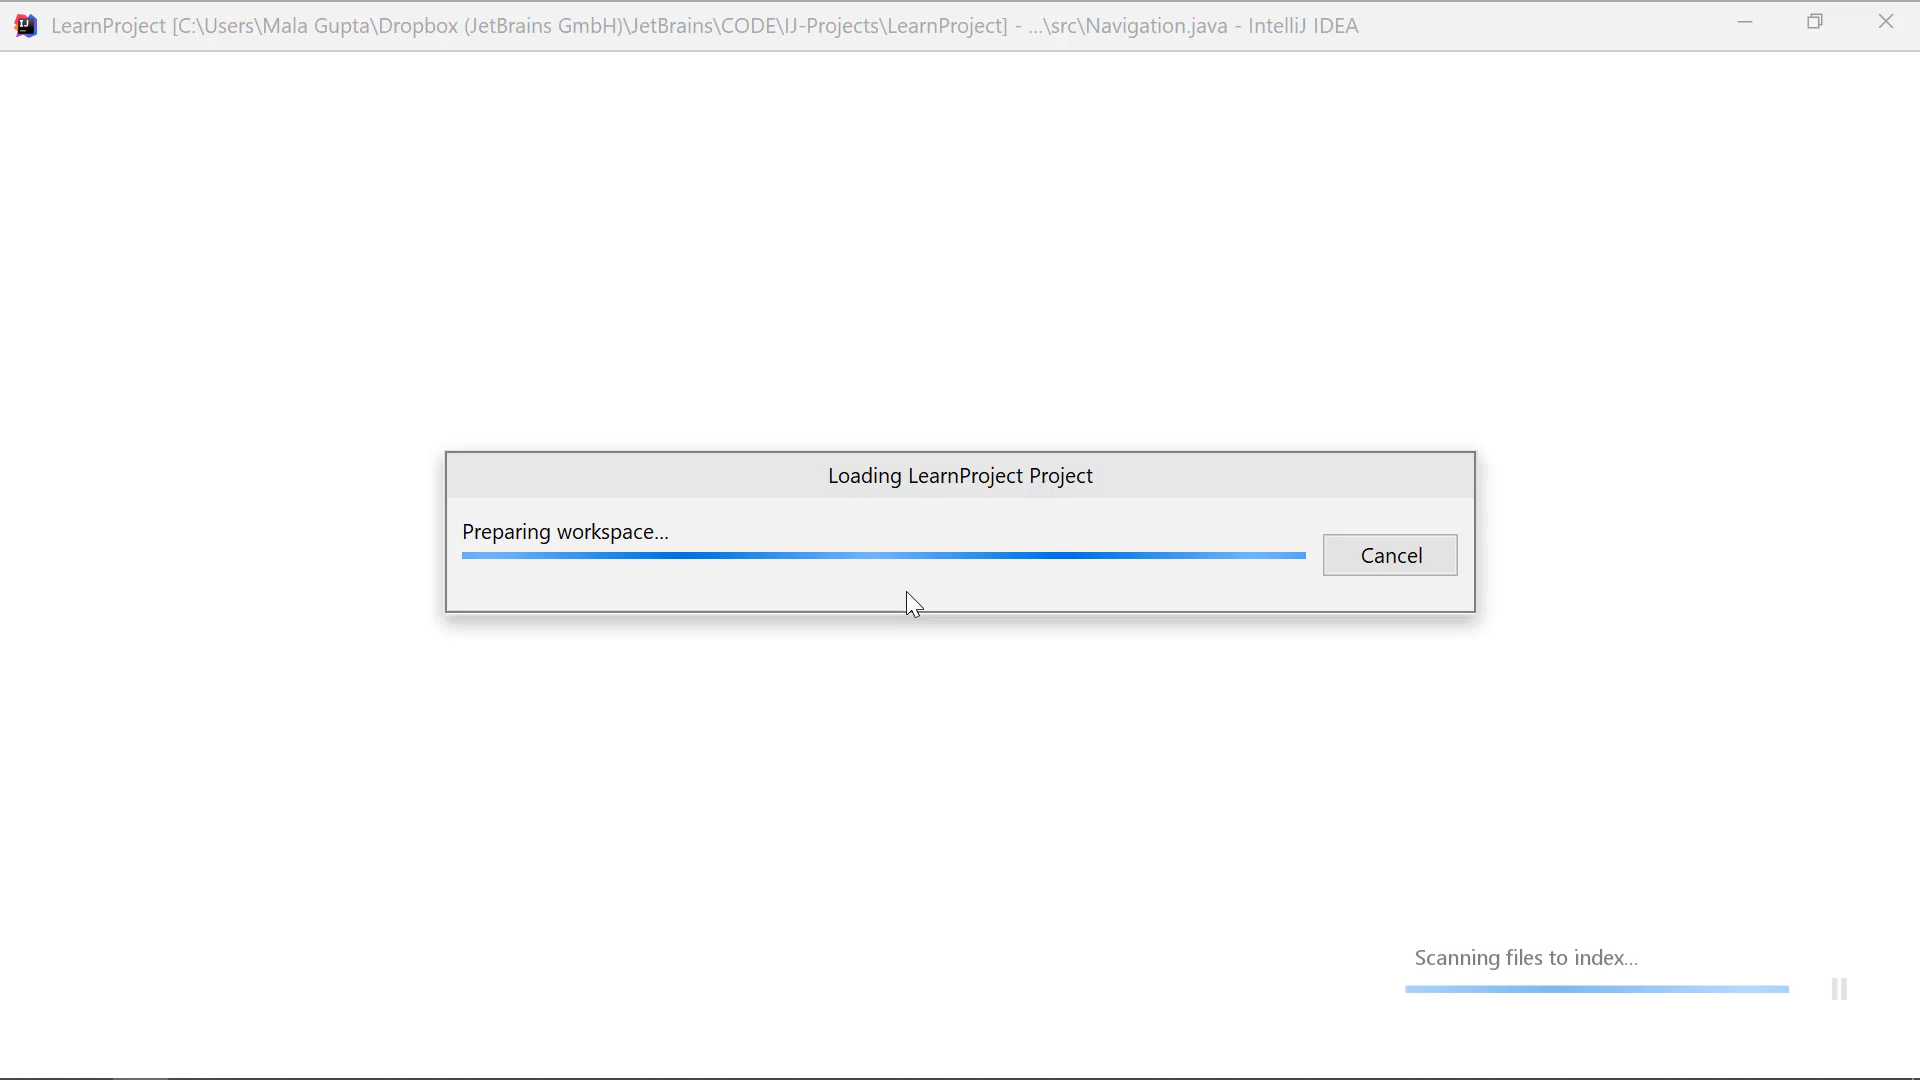 LearnProject [C:\Users\Mala Gupta\Dropbox (JetBrains GmbH)\JetBrains\CODE\IJ-Projects\LearnProject] - ...\src\Navigation.java - IntelliJ IDEA
Loading LearnProject Project
Preparing workspace...
Cancel
Scanning files to index...